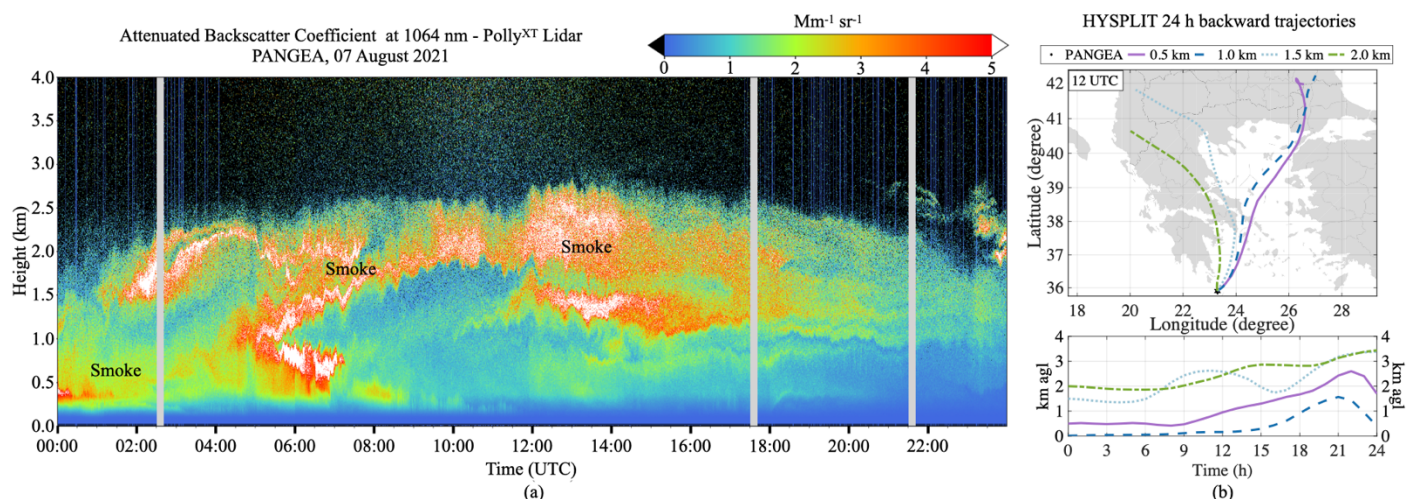 Attenuated Backscatter Coefficient at 1064 nm - PollyXT Lidar
PANGEA, 07 August 2021
Mm-1 sr-1
0 1 2 3 4 5
Height (km)
4.0
3.5
3.0
2.5
2.0
1.5
1.0
0.5
0.0
Smoke
Smoke
Smoke
00:00 02:00 04:00 06:00 08:00 10:00 12:00 14:00 16:00 18:00 20:00 22:00
Time (UTC)
(a)
HYSPLIT 24 h backward trajectories
PANGEA 0.5 km 1.0 km 1.5 km 2.0 km
12 UTC
Latitude (degree)
42
41
40
39
38
37
36
18 20 22 24 26 28
Longitude (degree)
km agl
4
3
2
1
0
4
3
2
1
0
km agl
0 3 6 9 12 15 18 21 24
Time (h)
(b)